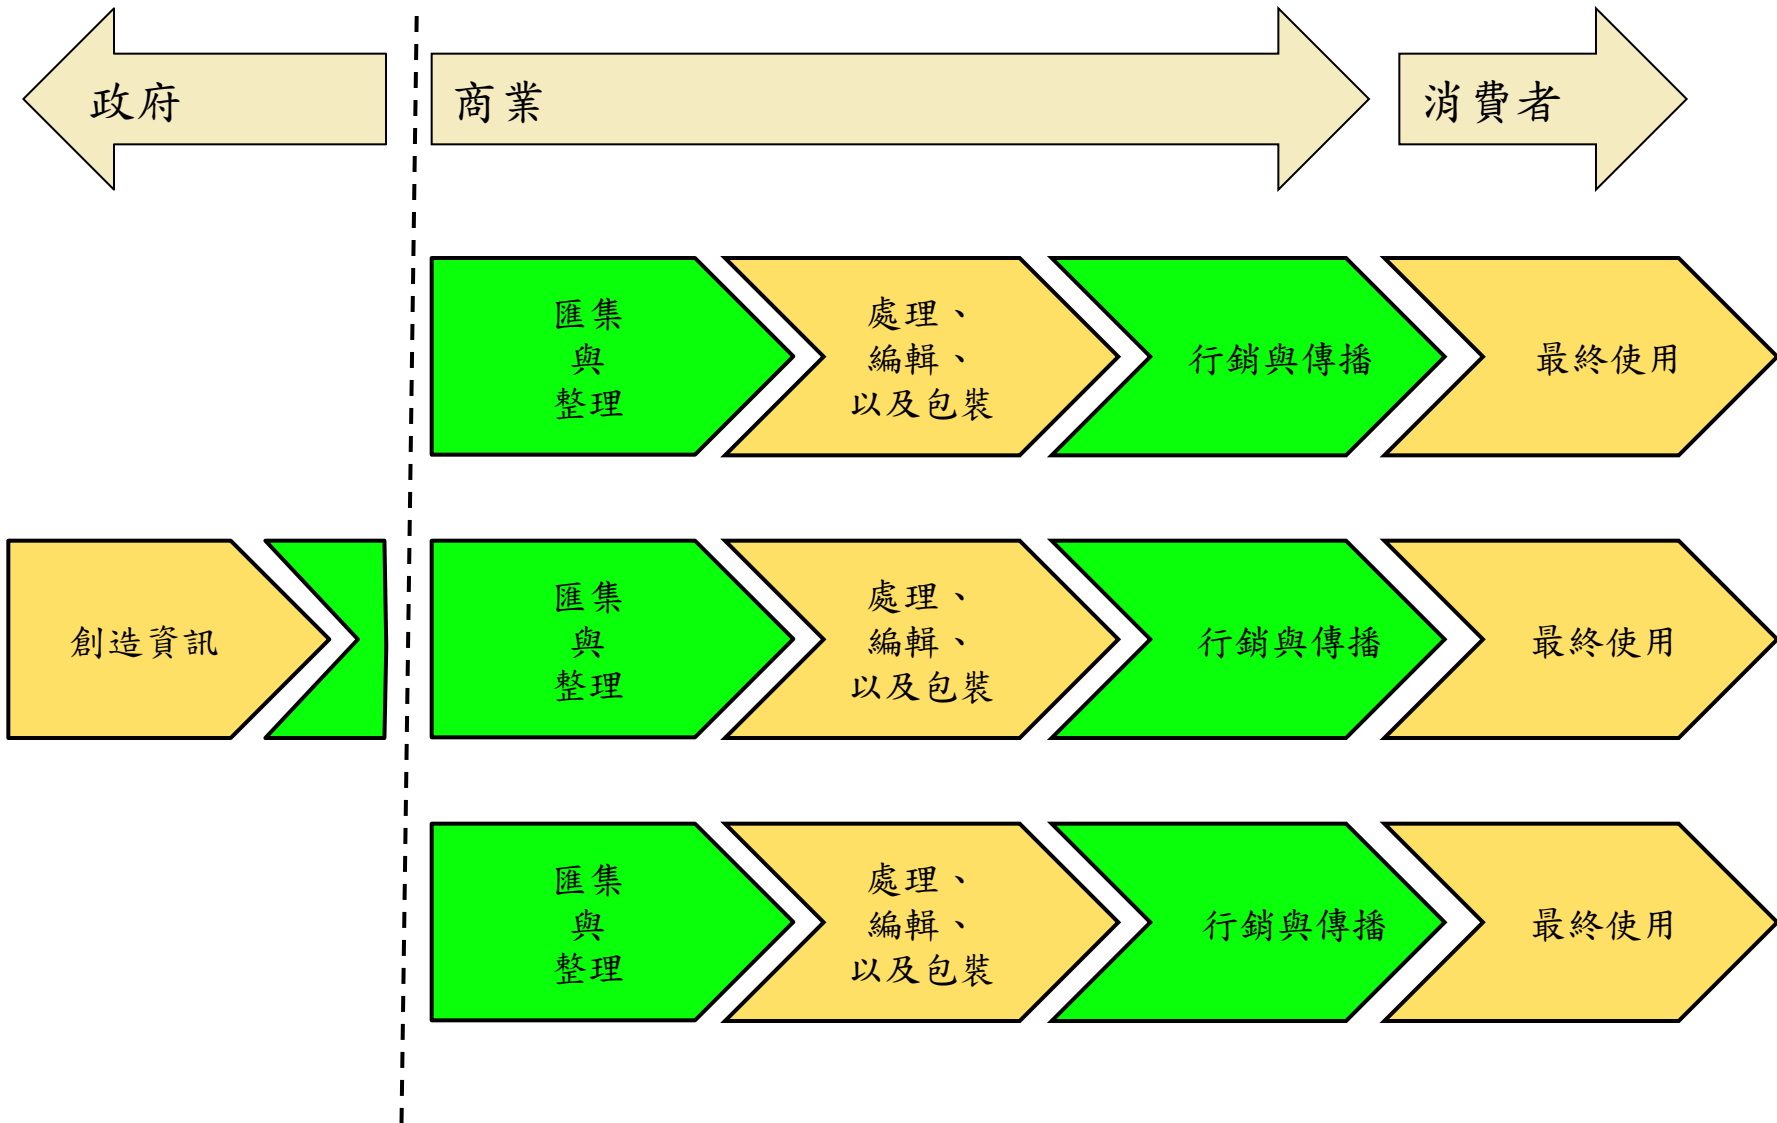 政府
商業
消費者
匯集
與
整理
處理、
編輯、
以及包裝
行銷與傳播
最終使用
創造資訊
匯集
與
整理
處理、
編輯、
以及包裝
行銷與傳播
最終使用
匯集
與
整理
處理、
編輯、
以及包裝
行銷與傳播
最終使用